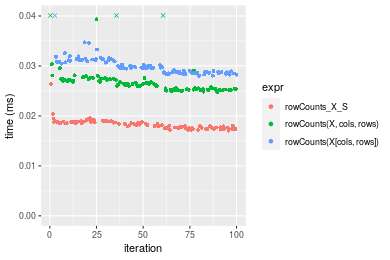 0.04
0.03
0.02
0.01
0.00
time (ms)
0
25
50
75
100
iteration
expr
rowCounts_X_S
rowCounts(X, cols, rows)
rowCounts(X[cols, rows])